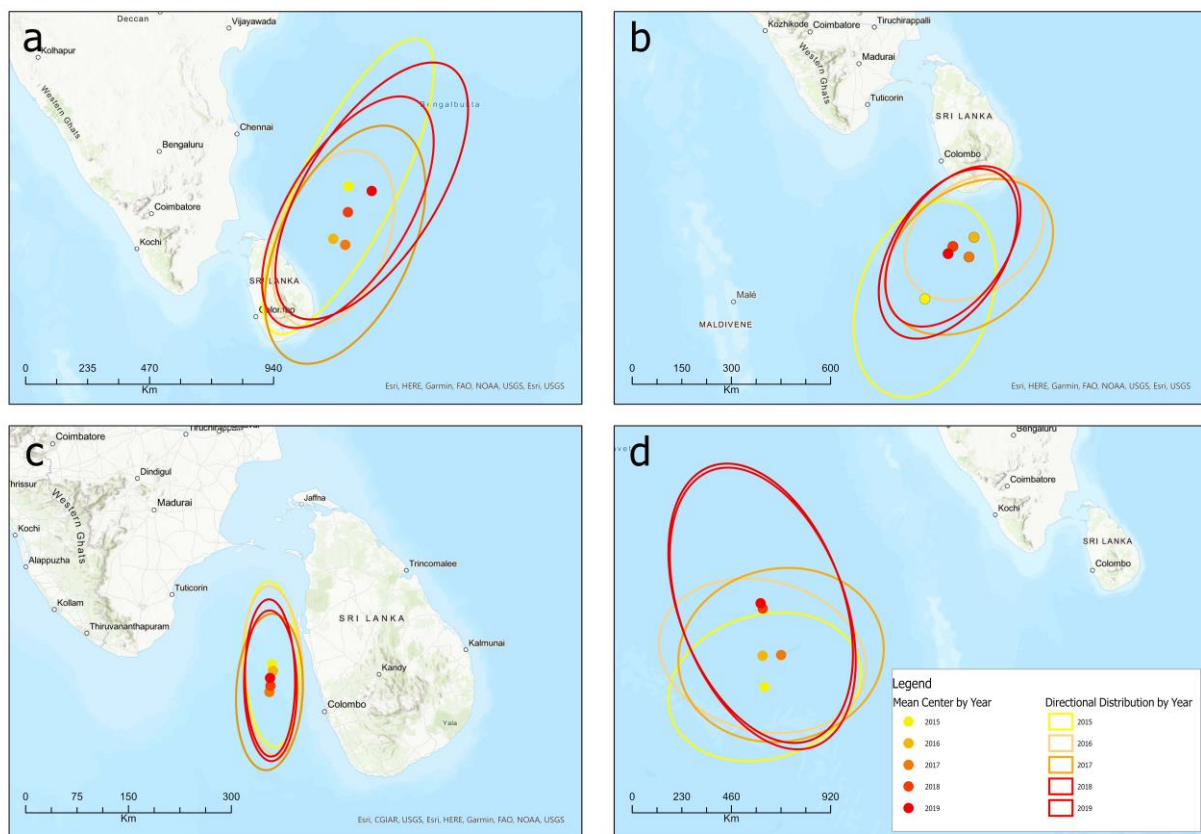 a
Deccan
Vijayawada
Kolhapur
Western Ghats
Chennai
Bengaluru
Coimbatore
Kochi
SRI LANKA
Colombo
0 235 470 940
Km
Esri, HERE, Garmin, FAO, NOAA, USGS, Esri, USGS
b
Kozhikode
Coimbatore
Tiruchirappalli
Western Ghats
Madurai
Tuticorin
SRI LANKA
Colombo
Malé
MALDIVENE
0 150 300 600
Km
Esri, HERE, Garmin, FAO, NOAA, USGS, Esri, USGS
c
Coimbatore
Dindigul
Western Ghats
Madurai
Jaffna
Kochi
Alappuzha
Tuticorin
Trincomalee
Kollam
Thiruvananthapuram
SRI LANKA
Kalmunai
Kandy
Colombo
Yala
0 75 150 300
Km
Esri, CGIAR, USGS, Esri, HERE, Garmin, FAO, NOAA, USGS
d
Bengaluru
Coimbatore
Kochi
SRI LANKA
Colombo
0 230 460 920
Km
Legend
Mean Center by Year
2015
2016
2017
2018
2019
Directional Distribution by Year
2015
2016
2017
2018
2019